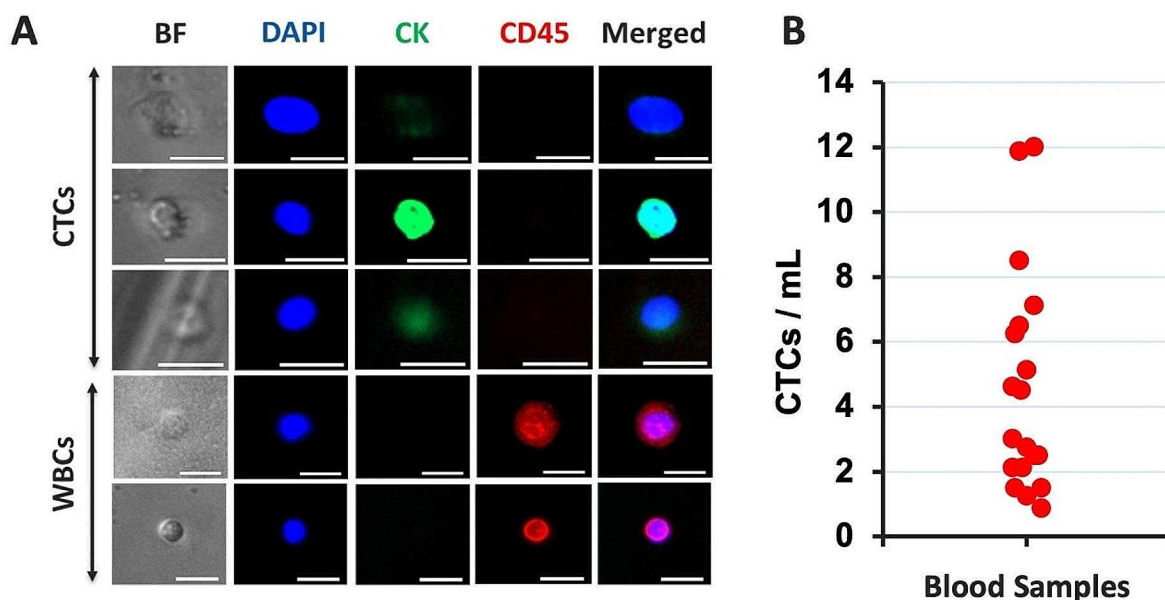 A
BF DAPI CK CD45 Merged
CTCs
WBCs
B
14
12
10
8
6
4
2
0
CTCs / mL
Blood Samples